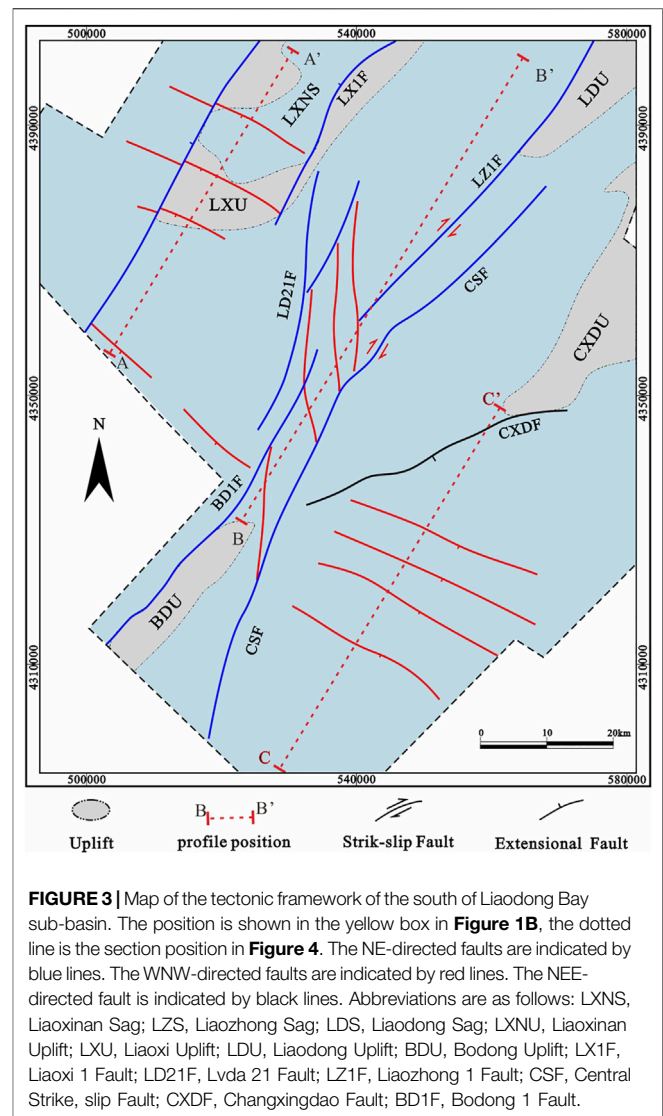 500000 540000 580000
A'
B'
LXNS
LX1F
LDU
4390000
4390000
LZ1F
LXU
CSF
LD21F
CXDU
A
4350000
4350000
C'
CXDF
N
BD1F
B
BDU
CSF
4310000
4310000
0 10 20km
C
500000 540000 580000
B B'
Uplift profile position Strik-slip Fault Extensional Fault
FIGURE 3 | Map of the tectonic framework of the south of Liaodong Bay
sub-basin. The position is shown in the yellow box in Figure 1B, the dotted
line is the section position in Figure 4. The NE-directed faults are indicated by
blue lines. The WNW-directed faults are indicated by red lines. The NEE-
directed fault is indicated by black lines. Abbreviations are as follows: LXNS,
Liaoxinan Sag; LZS, Liaozhong Sag; LDS, Liaodong Sag; LXNU, Liaoxinan
Uplift; LXU, Liaoxi Uplift; LDU, Liaodong Uplift; BDU, Bodong Uplift; LX1F,
Liaoxi 1 Fault; LD21F, Lvda 21 Fault; LZ1F, Liaozhong 1 Fault; CSF, Central
Strike, slip Fault; CXDF, Changxingdao Fault; BD1F, Bodong 1 Fault.